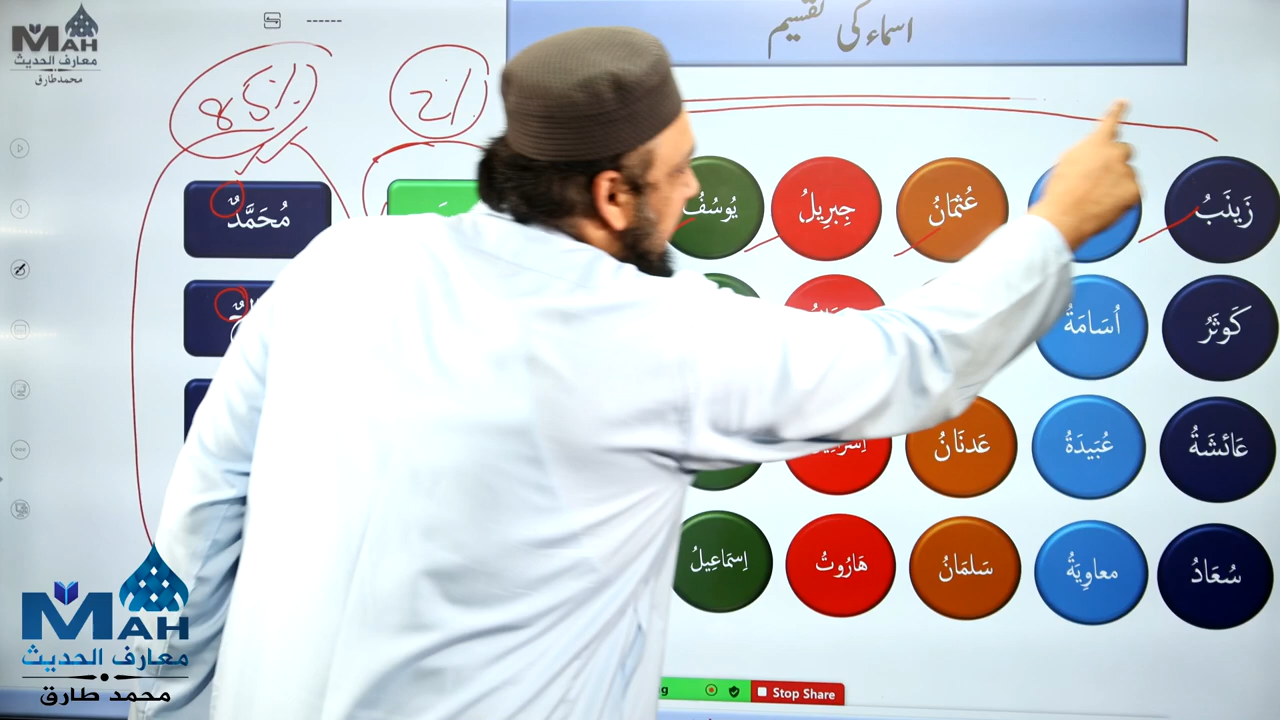 MAH
معارف الحدیث
محمد طارق
اسماء کی تقسیم
------
85%
2%
مُحَمَّدٌ
يُوسُفُ
جِبرِيلُ
عُثمَانُ
زَينَبُ
اُسَامَةُ
كَوثَرُ
عَدنَانُ
عُبَيدَةُ
عَائشَةُ
اِسمَاعِيلُ
هَارُوتُ
سَلمَانُ
معاوِيَةُ
سُعَادُ
MAH
معارف الحدیث
محمد طارق
Stop Share